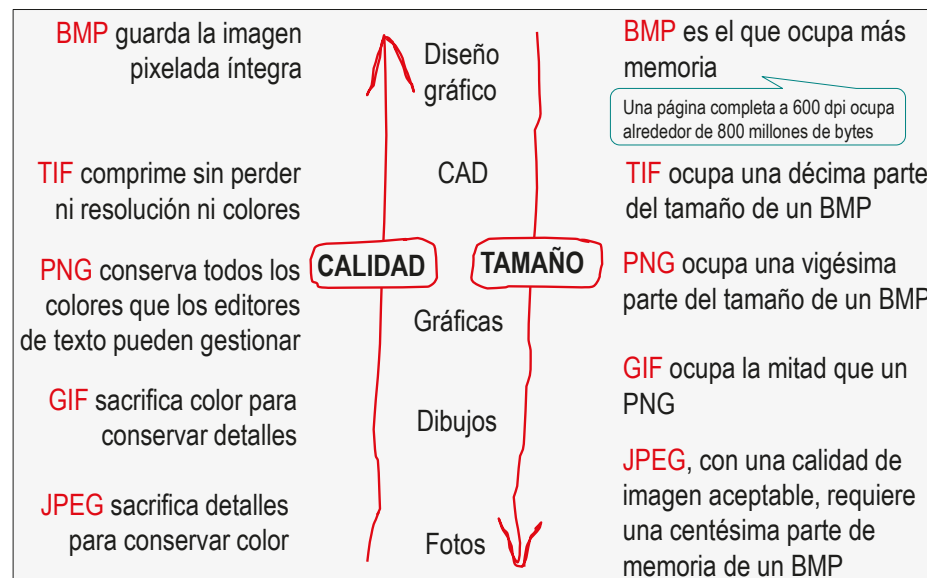 BMP guarda la imagen
pixelada íntegra
TIF comprime sin perder
ni resolución ni colores
PNG conserva todos los
colores que los editores
de texto pueden gestionar
GIF sacrifica color para
conservar detalles
JPEG sacrifica detalles
para conservar color
CALIDAD
Diseño
gráfico
CAD
Gráficas
Dibujos
Fotos
TAMAÑO
BMP es el que ocupa más
memoria
Una página completa a 600 dpi ocupa
alrededor de 800 millones de bytes
TIF ocupa una décima parte
del tamaño de un BMP
PNG ocupa una vigésima
parte del tamaño de un BMP
GIF ocupa la mitad que un
PNG
JPEG, con una calidad de
imagen aceptable, requiere
una centésima parte de
memoria de un BMP